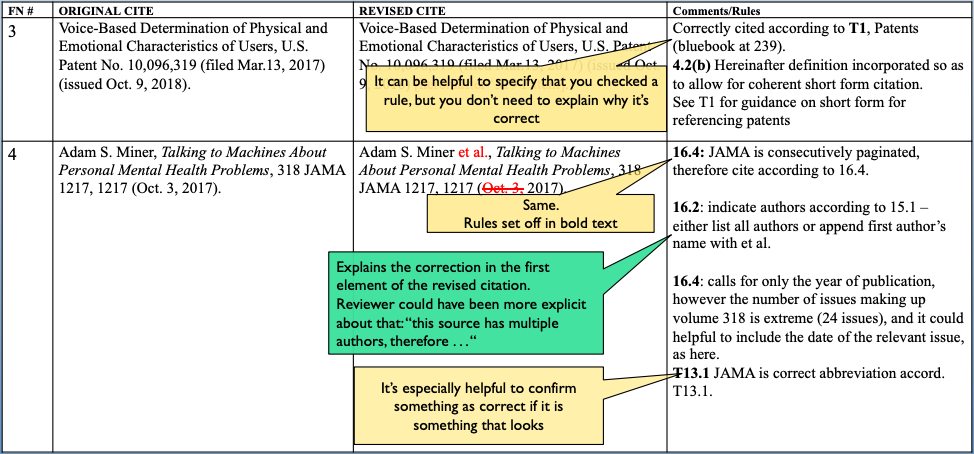 FN # ORIGINAL CITE REVISED CITE Comments/Rules
3
Voice-Based Determination of Physical and
Emotional Characteristics of Users, U.S.
Patent No. 10,096,319 (filed Mar.13, 2017)
(issued Oct. 9, 2018).
Voice-Based Determination of Physical and
Emotional Characteristics of Users, U.S. Patent
No. 10,096,319 (filed Mar.13, 2017) (issued Oct.
9,
It can be helpful to specify that you checked a
rule, but you don't need to explain why it's
correct
Correctly cited according to T1, Patents
(bluebook at 239).
4.2(b) Hereinafter definition incorporated so as
to allow for coherent short form citation.
See T1 for guidance on short form for
referencing patents
4
Adam S. Miner, Talking to Machines About
Personal Mental Health Problems, 318 JAMA
1217, 1217 (Oct. 3, 2017).
Adam S. Miner et al., Talking to Machines
About Personal Mental Health Problems, 318
JAMA 1217, 1217 (Oct. 3, 2017).
Same.
Rules set off in bold text
Explains the correction in the first
element of the revised citation.
Reviewer could have been more explicit
about that: “this source has multiple
authors, therefore . . .“
It's especially helpful to confirm
something as correct if it is
something that looks
16.4: JAMA is consecutively paginated,
therefore cite according to 16.4.
16.2: indicate authors according to 15.1 –
either list all authors or append first author's
name with et al.
16.4: calls for only the year of publication,
however the number of issues making up
volume 318 is extreme (24 issues), and it could
helpful to include the date of the relevant issue,
as here.
T13.1 JAMA is correct abbreviation accord.
T13.1.